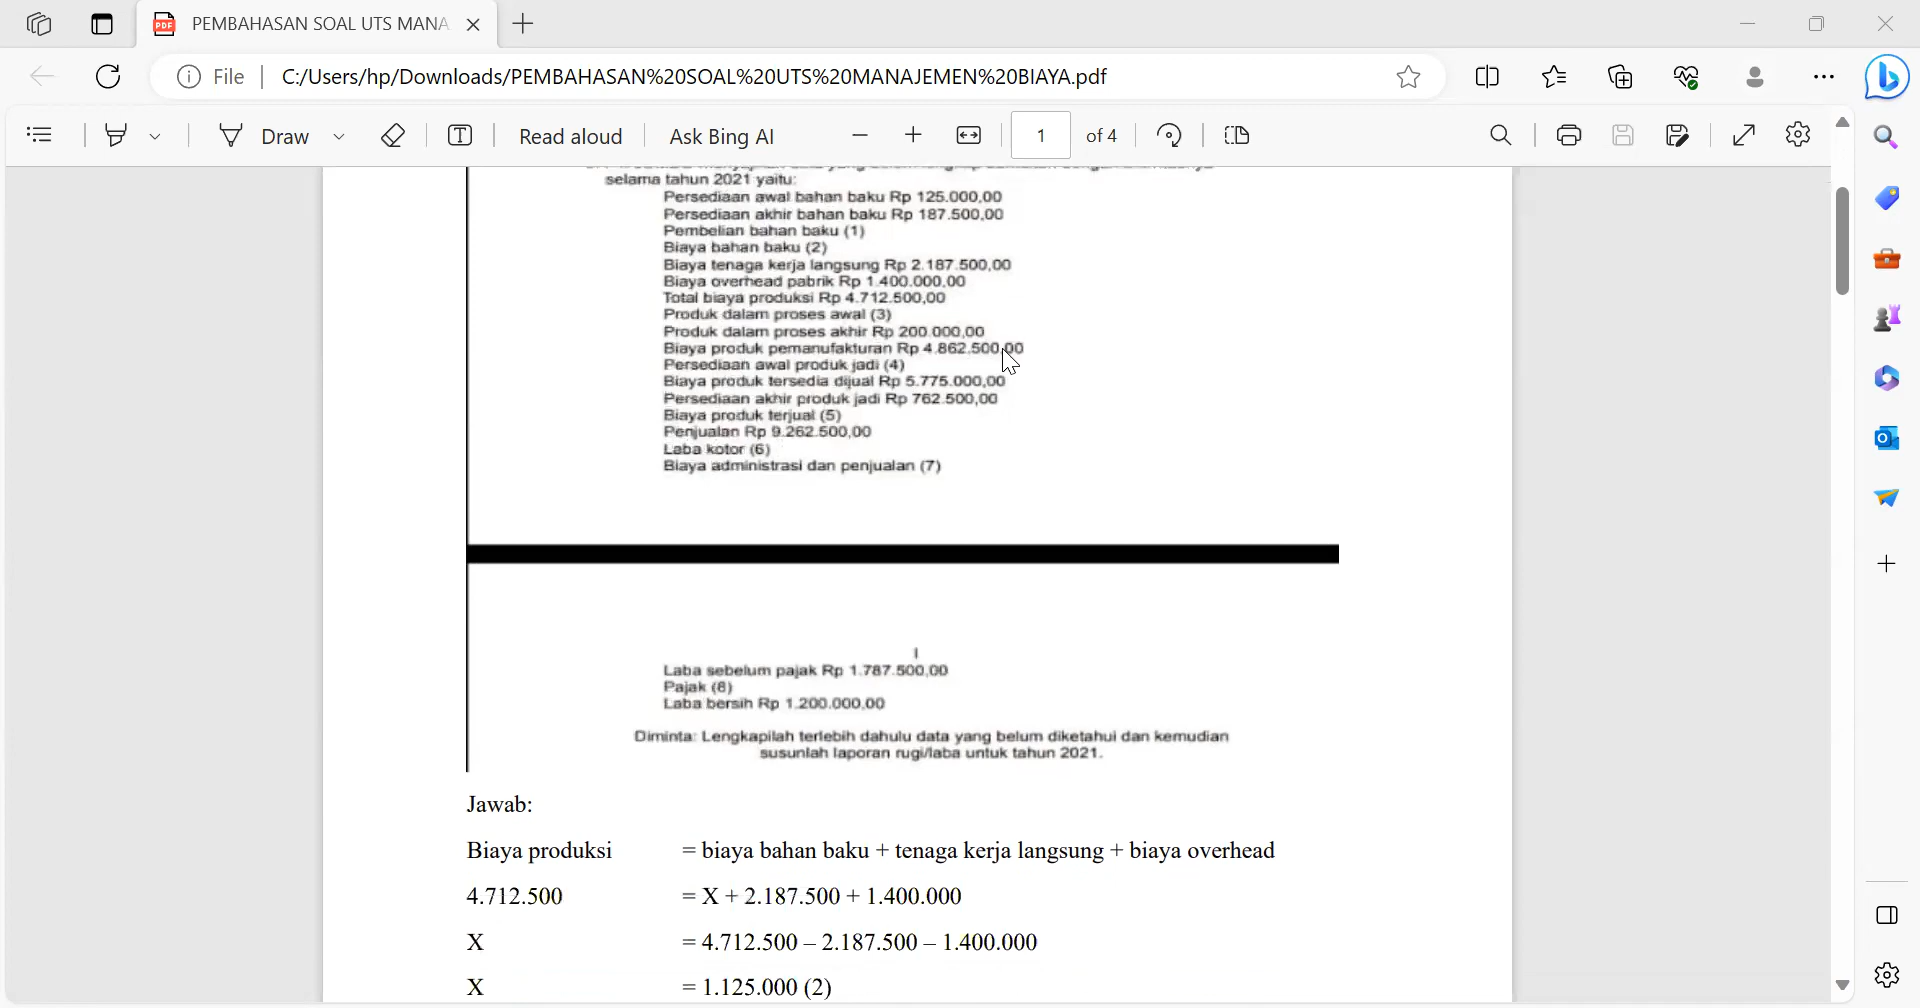 PEMBAHASAN SOAL UTS MANA
File
C:/Users/hp/Downloads/PEMBAHASAN%20SOAL%20UTS%20MANAJEMEN%20BIAYA.pdf
Draw
Read aloud
Ask Bing AI
1
of 4
selama tahun 2021 yaitu:
Persediaan awal bahan baku Rp 125.000,00
Persediaan akhir bahan baku Rp 187.500,00
Pembelian bahan baku (1)
Biaya bahan baku (2)
Biaya tenaga kerja langsung Rp 2.187.500,00
Biaya overhead pabrik Rp 1.400.000,00
Total biaya produksi Rp 4.712.500,00
Produk dalam proses awal (3)
Produk dalam proses akhir Rp 200.000,00
Biaya produk pemanufakturan Rp 4.862.500,00
Persediaan awal produk jadi (4)
Biaya produk tersedia dijual Rp 5.775.000,00
Persediaan akhir produk jadi Rp 762.500,00
Biaya produk terjual (5)
Penjualan Rp 9.262.500,00
Laba kotor (6)
Biaya administrasi dan penjualan (7)
Laba sebelum pajak Rp 1.787.500,00
Pajak (8)
Laba bersih Rp 1.200.000,00
Diminta: Lengkapilah terlebih dahulu data yang belum diketahui dan kemudian
susunlah laporan rugi/laba untuk tahun 2021.
Jawab:
Biaya produksi = biaya bahan baku + tenaga kerja langsung + biaya overhead
4.712.500 = X + 2.187.500 + 1.400.000
X = 4.712.500 – 2.187.500 – 1.400.000
X = 1.125.000 (2)